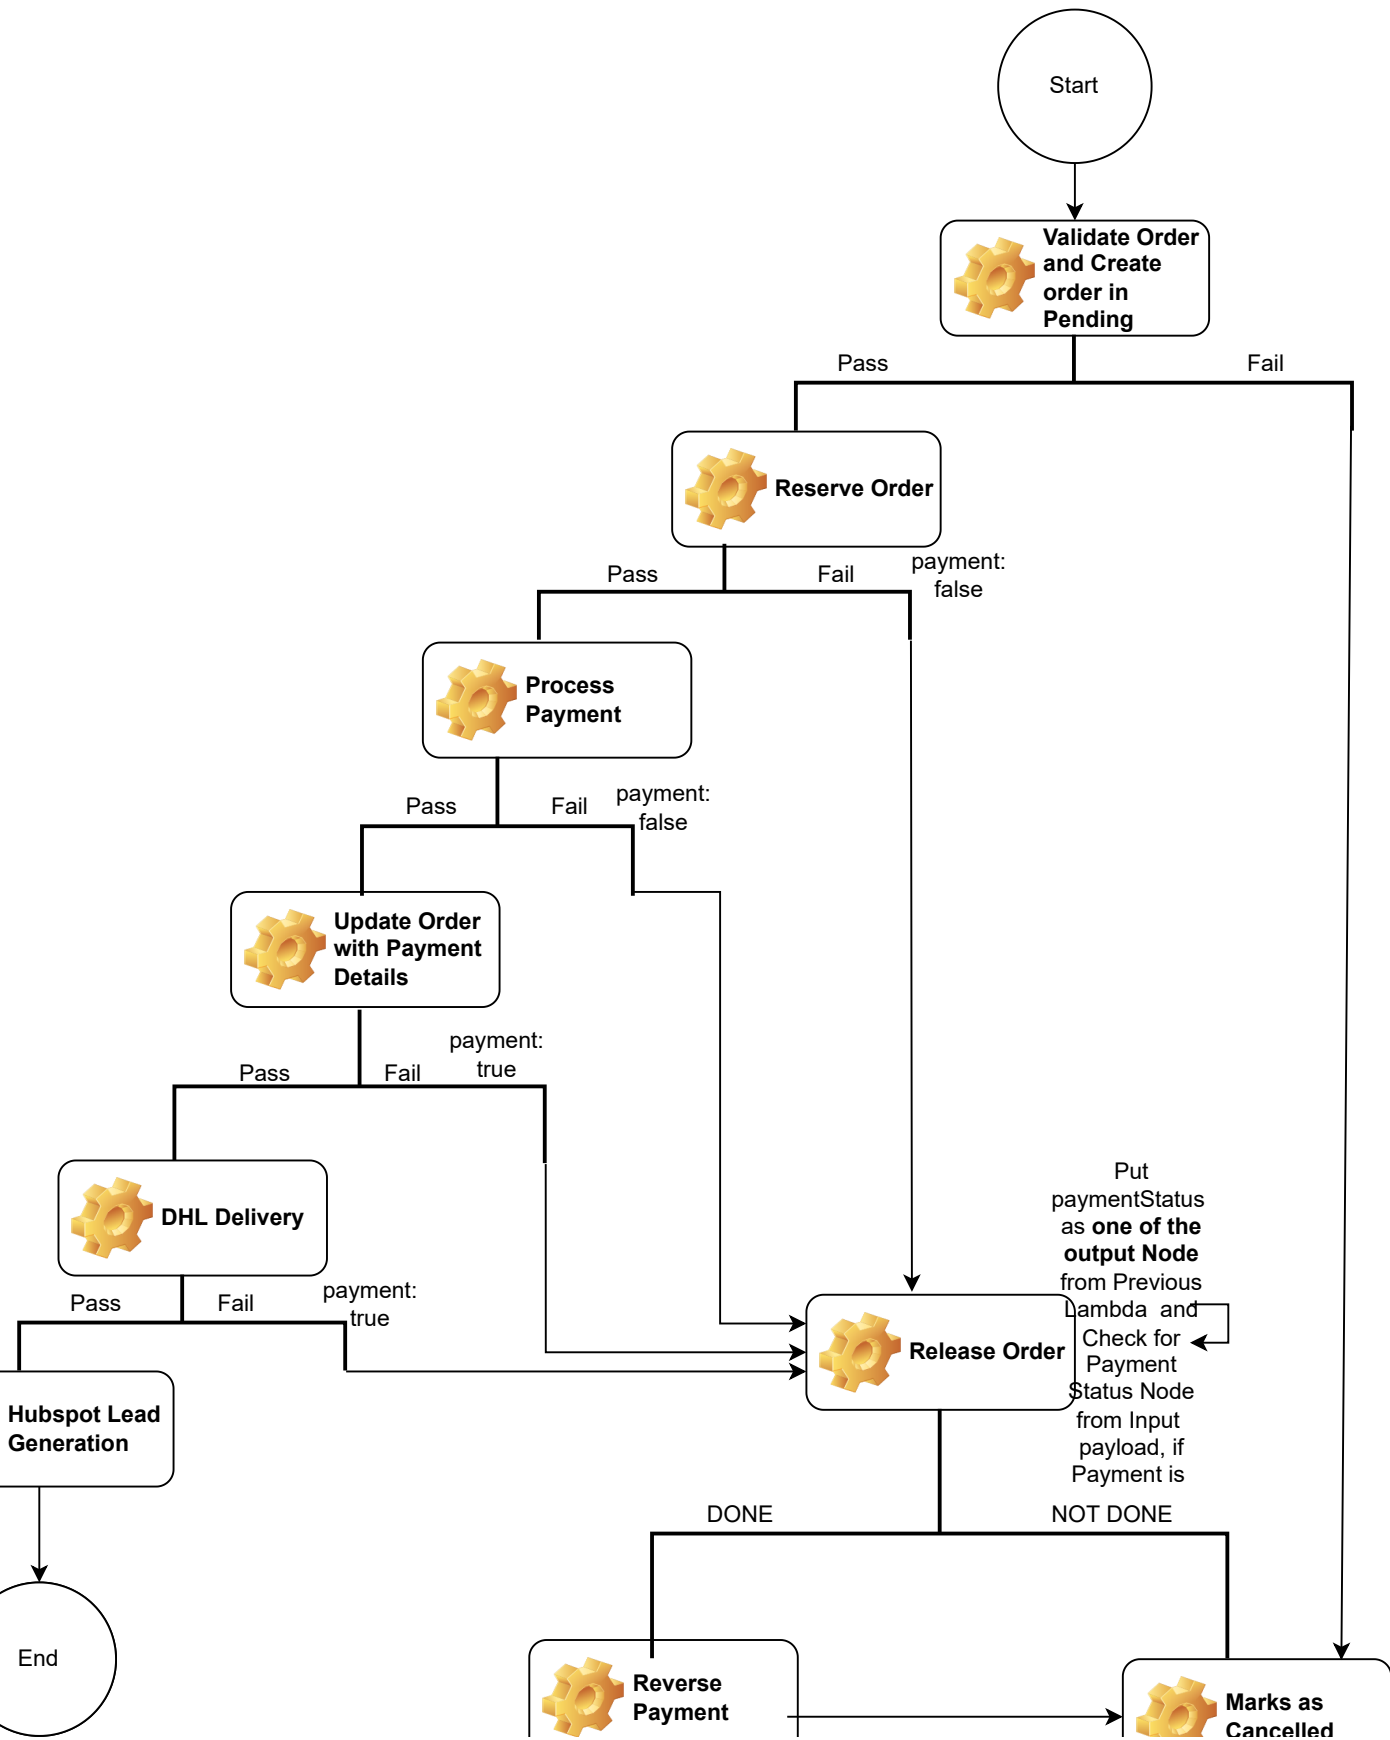 Start
Validate Order
and Create
order in
Pending
Pass
Fail
Reserve Order
payment:
false
Pass
Fail
Process
Payment
payment:
false
Pass
Fail
Update Order
with Payment
Details
payment:
true
Pass
Fail
DHL Delivery
payment:
true
Pass
Fail
Put
paymentStatus
as one of the
output Node
from Previous
Lambda and
Check for
Payment
Status Node
from Input
payload, if
Payment is
Release Order
Hubspot Lead
Generation
DONE
NOT DONE
End
Reverse
Payment
Marks as
Cancelled